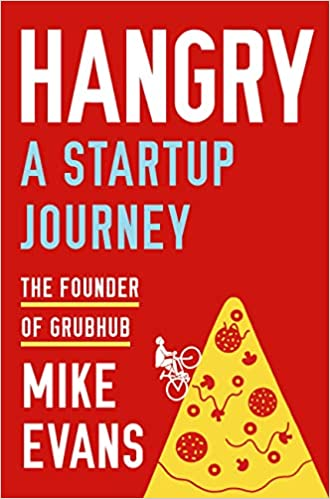 HANGRY
A STARTUP
JOURNEY
THE FOUNDER
OF GRUBHUB
MIKE
EVANS